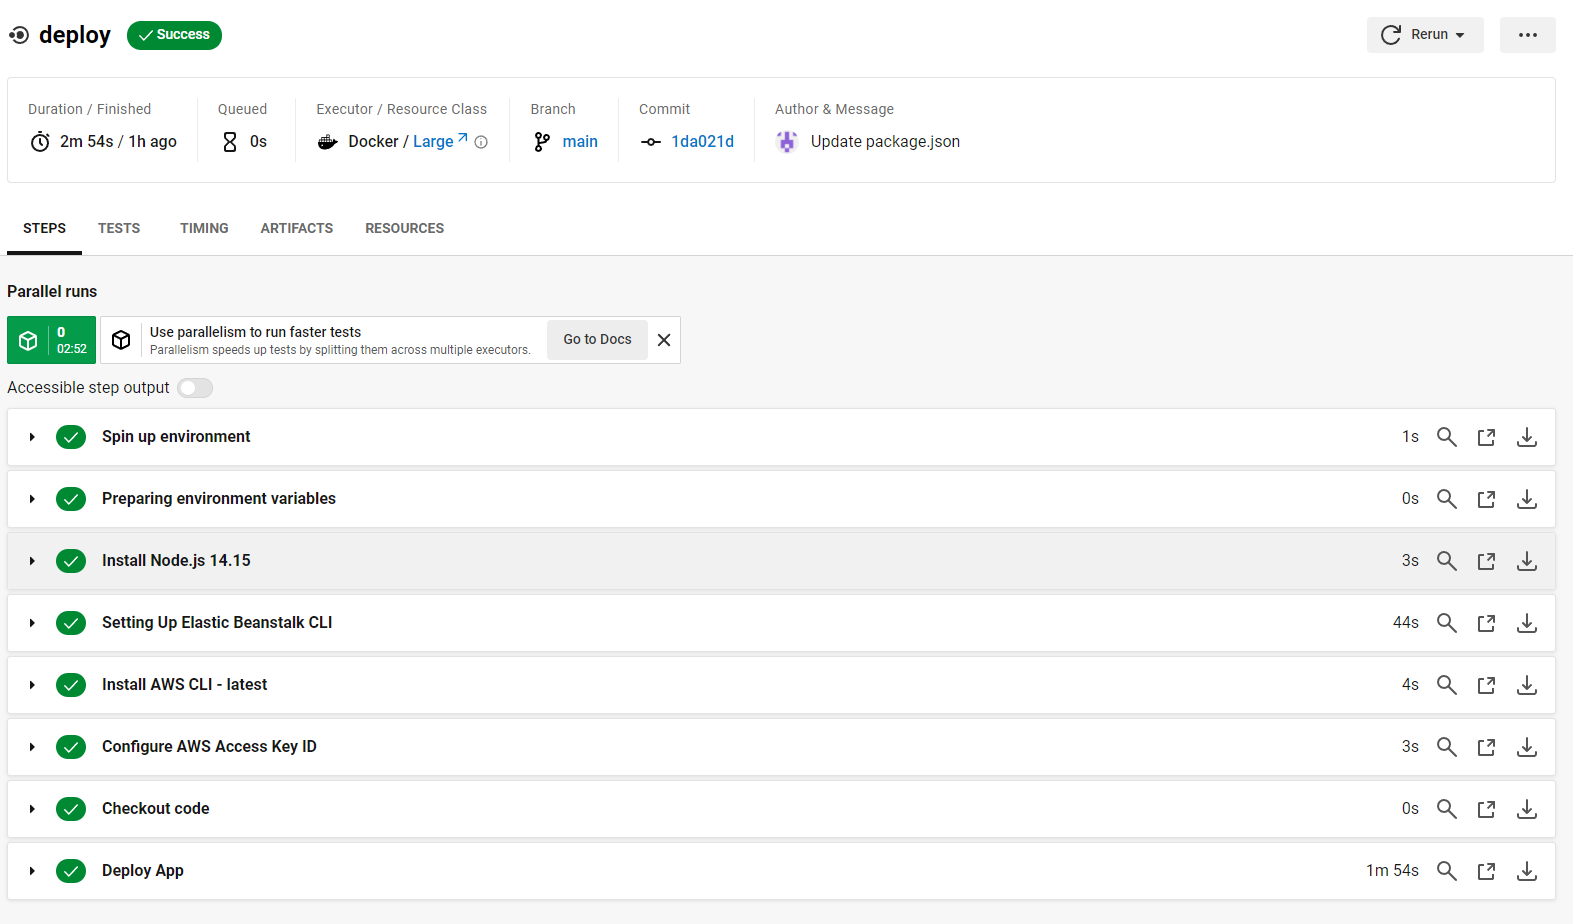 deploy
Success
Rerun
Duration / Finished
2m 54s / 1h ago
Queued
0s
Executor / Resource Class
Docker / Large
Branch
main
Commit
1da021d
Author & Message
Update package.json
STEPS
TESTS
TIMING
ARTIFACTS
RESOURCES
Parallel runs
0
02:52
Use parallelism to run faster tests
Parallelism speeds up tests by splitting them across multiple executors.
Go to Docs
Accessible step output
Spin up environment
1s
Preparing environment variables
0s
Install Node.js 14.15
3s
Setting Up Elastic Beanstalk CLI
44s
Install AWS CLI - latest
4s
Configure AWS Access Key ID
3s
Checkout code
0s
Deploy App
1m 54s